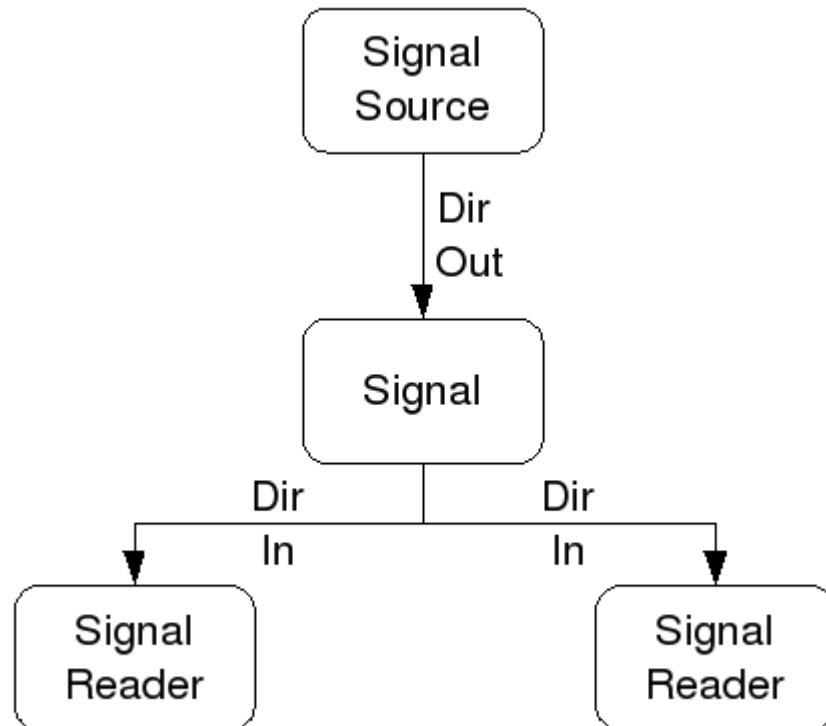 Signal
Source
Dir
Out
Signal
Dir
In
Dir
In
Signal
Reader
Signal
Reader